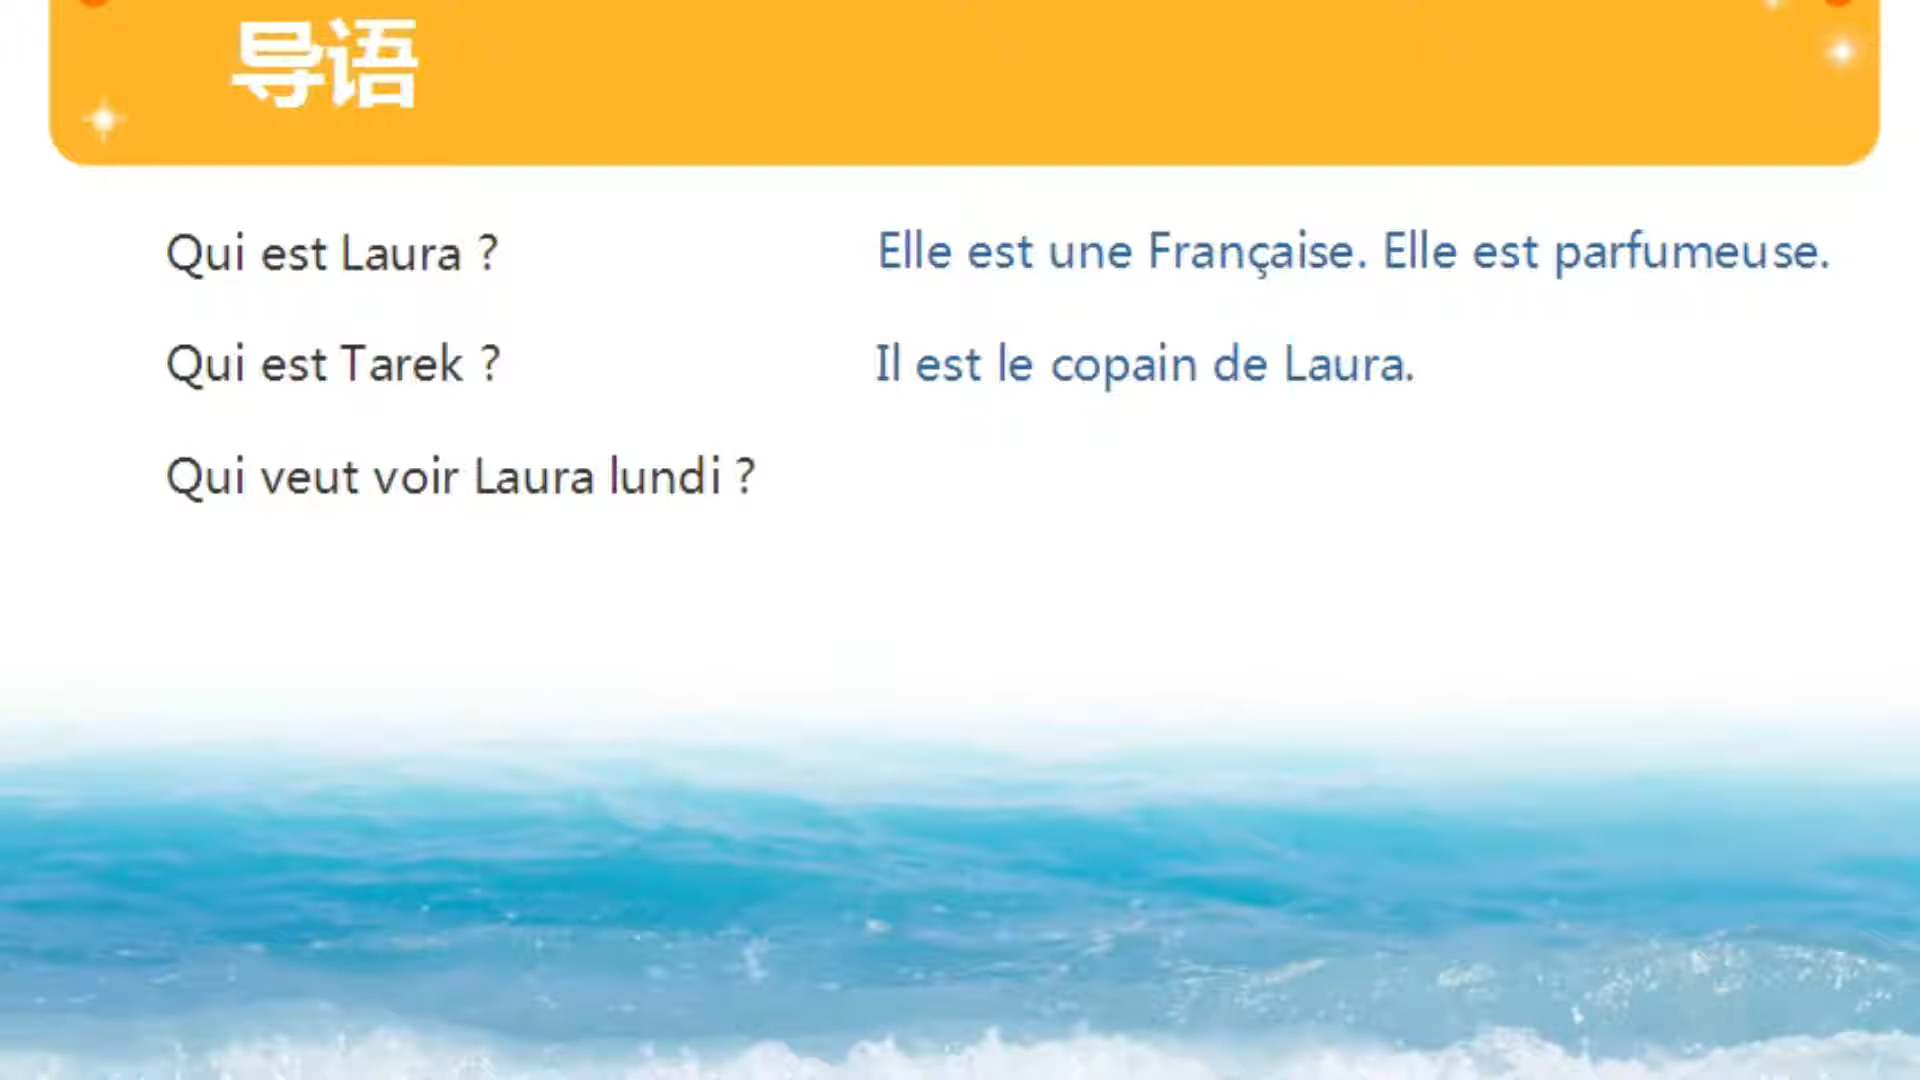 导语
Qui est Laura ?
Elle est une Française. Elle est parfumeuse.
Qui est Tarek ?
Il est le copain de Laura.
Qui veut voir Laura lundi ?